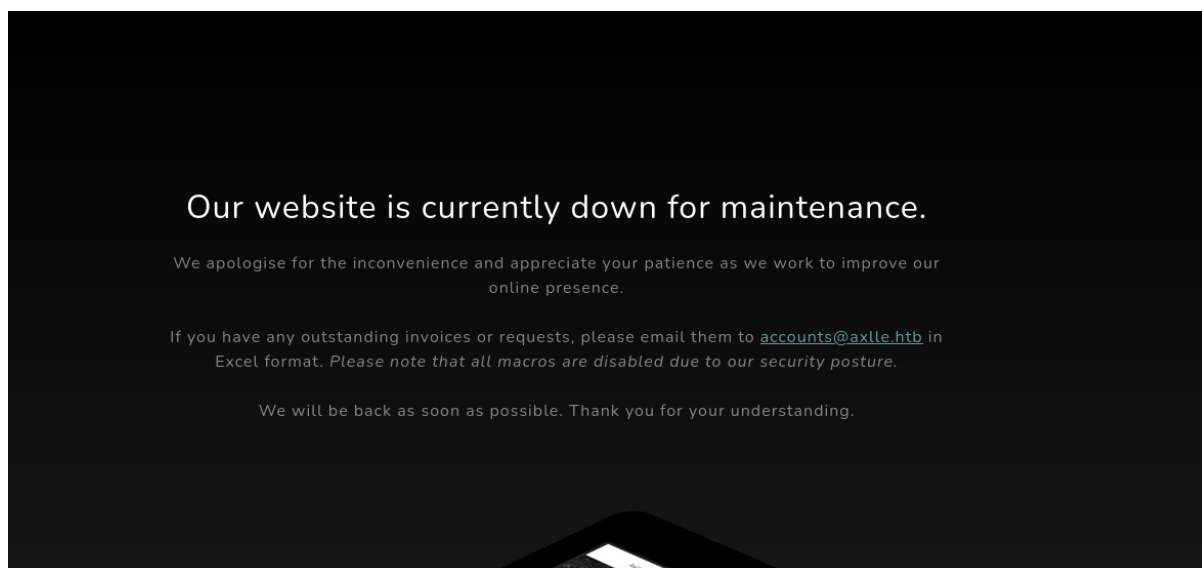 Our website is currently down for maintenance.
We apologise for the inconvenience and appreciate your patience as we work to improve our
online presence.
If you have any outstanding invoices or requests, please email them to accounts@axlle.htb in
Excel format. Please note that all macros are disabled due to our security posture.
We will be back as soon as possible. Thank you for your understanding.